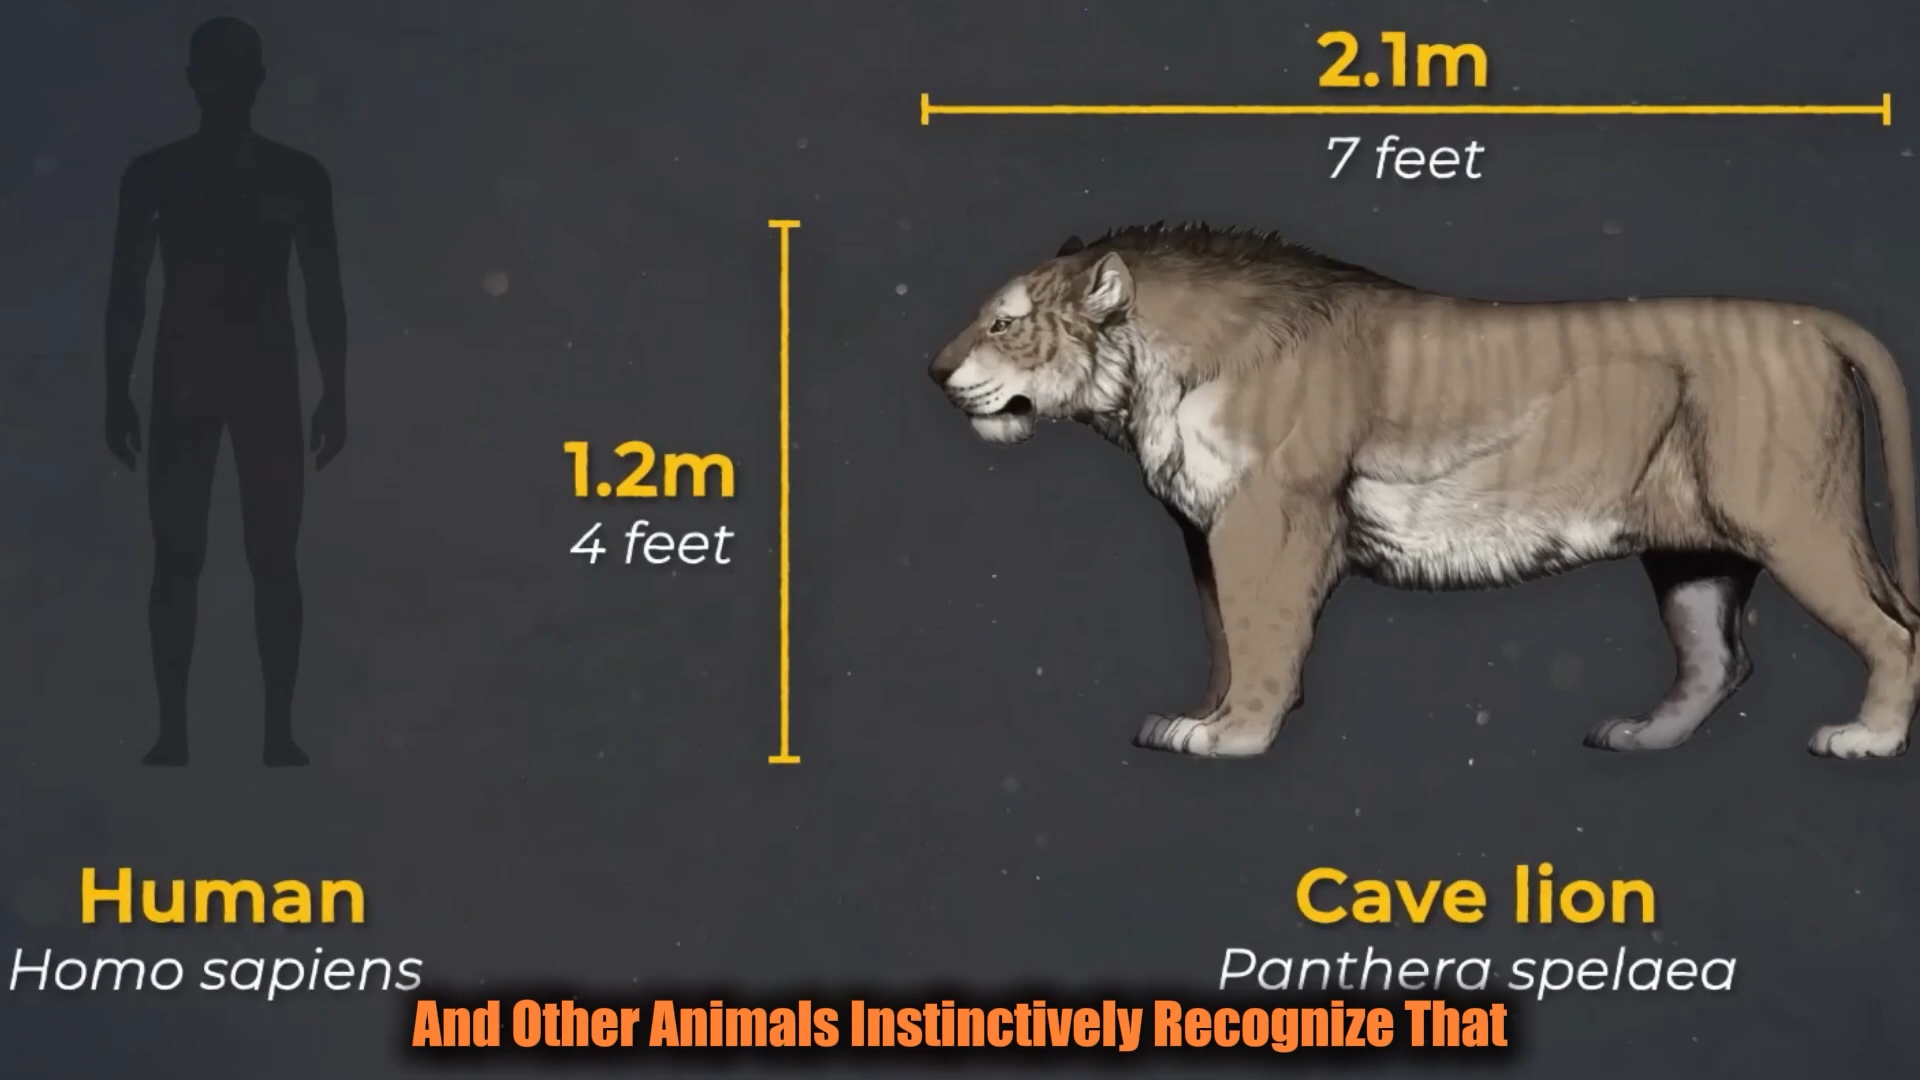 2.1m
7 feet
1.2m
4 feet
Human
Homo sapiens
Cave lion
Panthera spelaea
And Other Animals Instinctively Recognize That